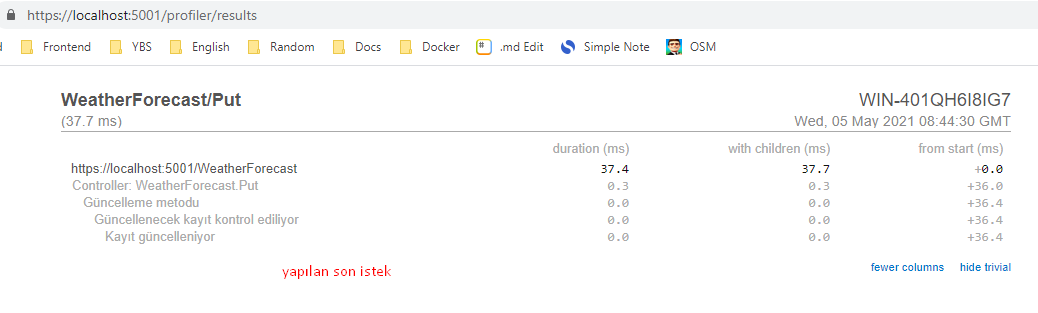 https://localhost:5001/profiler/results
Frontend YBS English Random Docs Docker .md Edit Simple Note OSM
WeatherForecast/Put WIN-401QH6I8IG7
(37.7 ms) Wed, 05 May 2021 08:44:30 GMT
duration (ms) with children (ms) from start (ms)
https://localhost:5001/WeatherForecast 37.4 37.7 +0.0
Controller: WeatherForecast.Put 0.3 0.3 +36.0
Güncelleme metodu 0.0 0.0 +36.4
Güncellenecek kayıt kontrol ediliyor 0.0 0.0 +36.4
Kayıt güncelleniyor 0.0 0.0 +36.4
yapılan son istek
fewer columns hide trivial